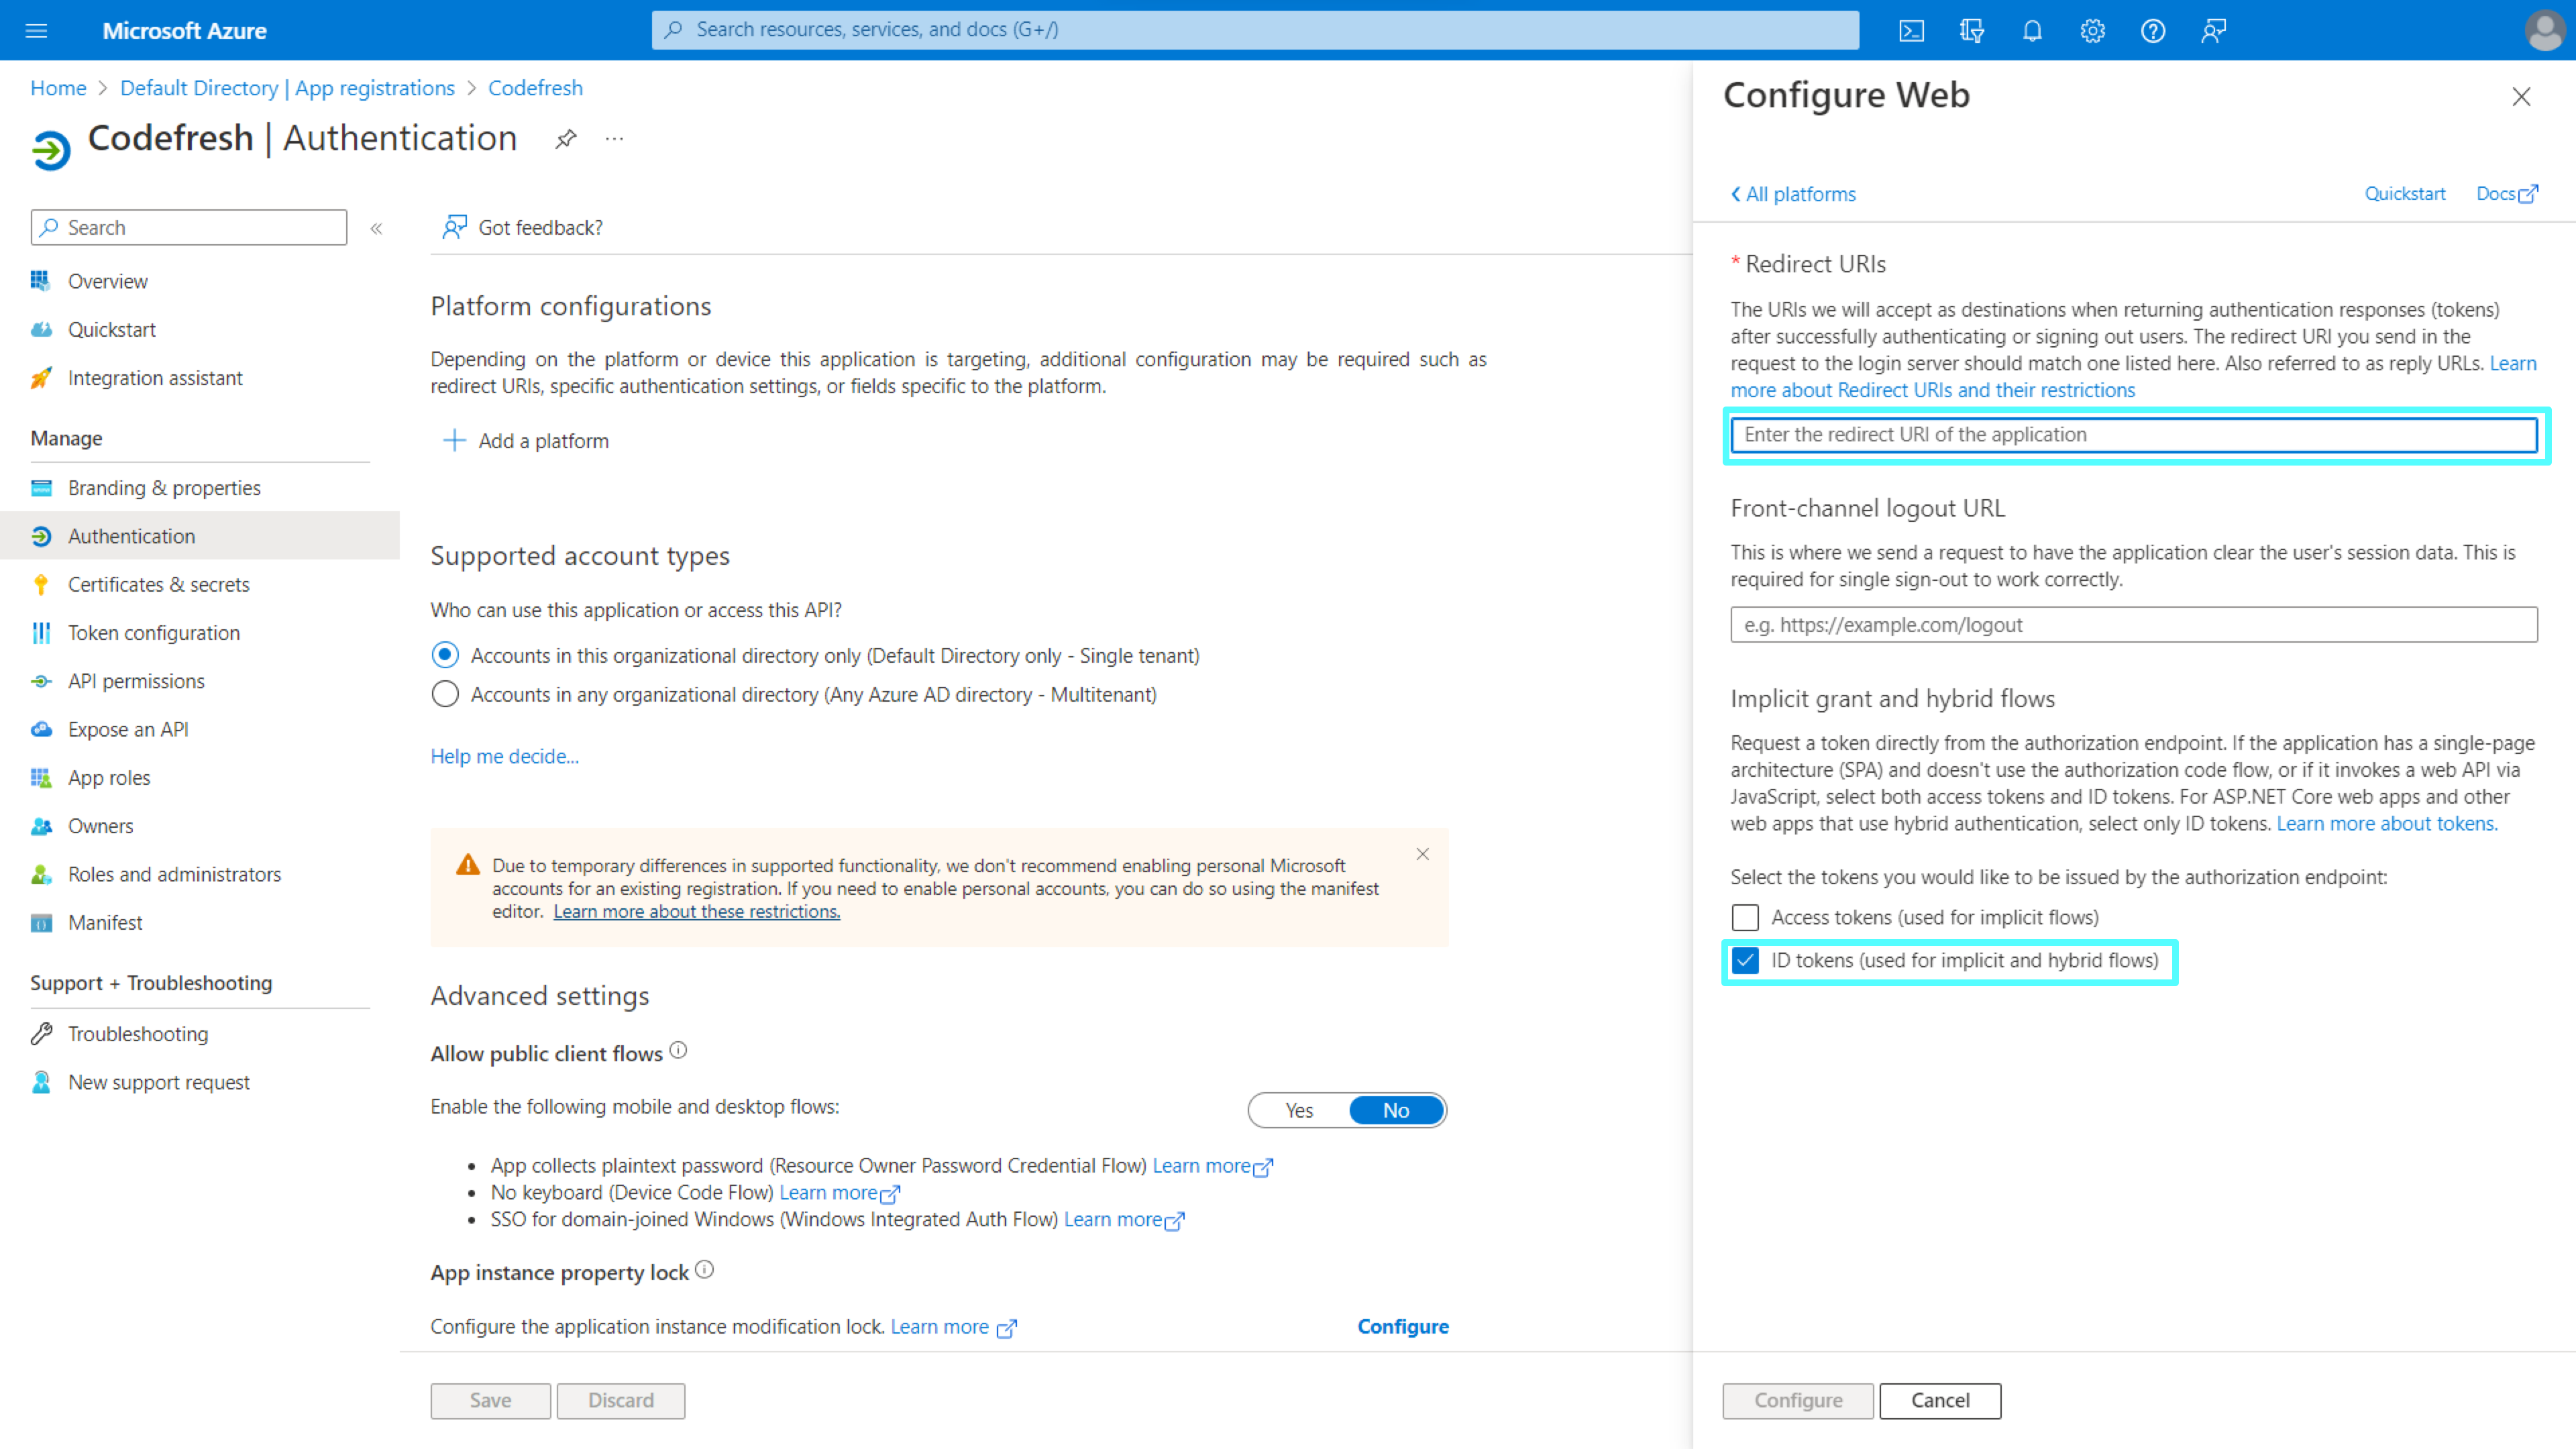 Microsoft Azure
Search resources, services, and docs (G+/)
Home > Default Directory | App registrations > Codefresh
Codefresh | Authentication
Search
Overview
Quickstart
Integration assistant
Manage
Branding & properties
Authentication
Certificates & secrets
Token configuration
API permissions
Expose an API
App roles
Owners
Roles and administrators
Manifest
Support + Troubleshooting
Troubleshooting
New support request
Got feedback?
Platform configurations
Depending on the platform or device this application is targeting, additional configuration may be required such as
redirect URIs, specific authentication settings, or fields specific to the platform.
Add a platform
Supported account types
Who can use this application or access this API?
Accounts in this organizational directory only (Default Directory only - Single tenant)
Accounts in any organizational directory (Any Azure AD directory - Multitenant)
Help me decide...
Due to temporary differences in supported functionality, we don't recommend enabling personal Microsoft
accounts for an existing registration. If you need to enable personal accounts, you can do so using the manifest
editor. Learn more about these restrictions.
Advanced settings
Allow public client flows
Enable the following mobile and desktop flows:
Yes No
• App collects plaintext password (Resource Owner Password Credential Flow) Learn more
• No keyboard (Device Code Flow) Learn more
• SSO for domain-joined Windows (Windows Integrated Auth Flow) Learn more
App instance property lock
Configure the application instance modification lock. Learn more
Configure
Save Discard
Configure Web
All platforms
Quickstart
Docs
* Redirect URIs
The URIs we will accept as destinations when returning authentication responses (tokens)
after successfully authenticating or signing out users. The redirect URI you send in the
request to the login server should match one listed here. Also referred to as reply URLs. Learn
more about Redirect URIs and their restrictions
Enter the redirect URI of the application
Front-channel logout URL
This is where we send a request to have the application clear the user's session data. This is
required for single sign-out to work correctly.
e.g. https://example.com/logout
Implicit grant and hybrid flows
Request a token directly from the authorization endpoint. If the application has a single-page
architecture (SPA) and doesn't use the authorization code flow, or if it invokes a web API via
JavaScript, select both access tokens and ID tokens. For ASP.NET Core web apps and other
web apps that use hybrid authentication, select only ID tokens. Learn more about tokens.
Select the tokens you would like to be issued by the authorization endpoint:
Access tokens (used for implicit flows)
ID tokens (used for implicit and hybrid flows)
Configure Cancel